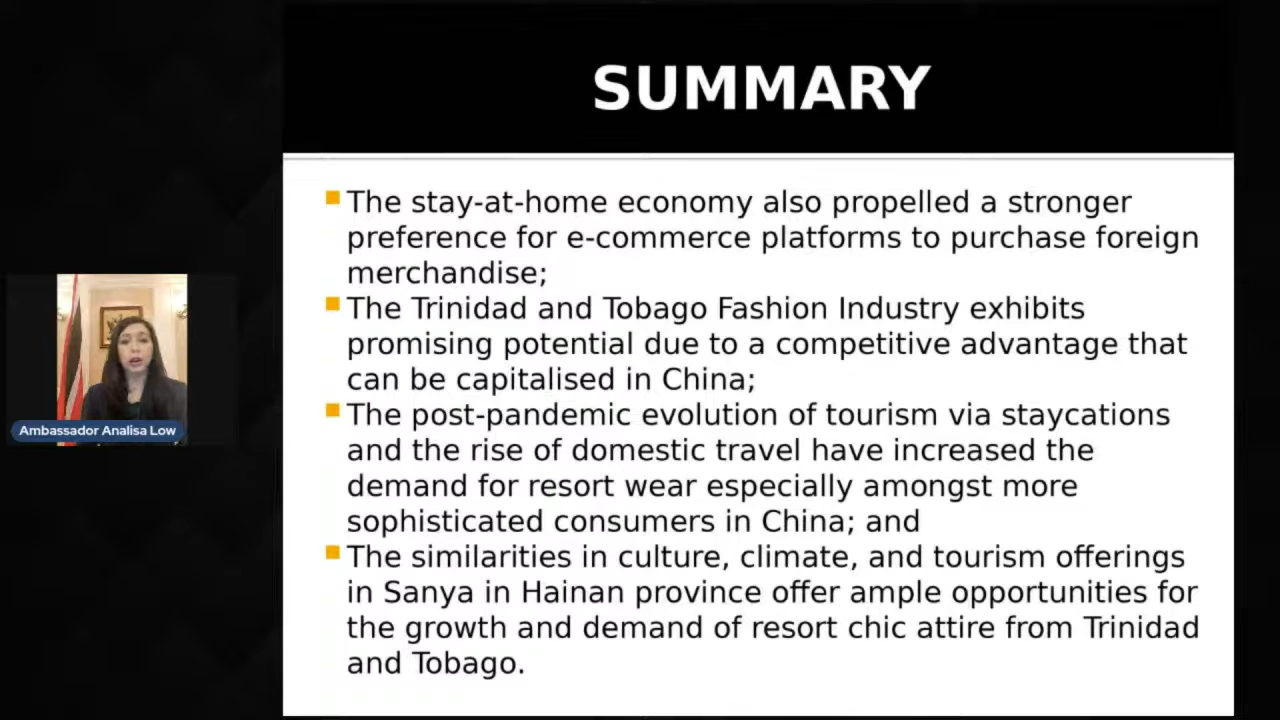 SUMMARY
The stay-at-home economy also propelled a stronger
preference for e-commerce platforms to purchase foreign
merchandise;
The Trinidad and Tobago Fashion Industry exhibits
promising potential due to a competitive advantage that
can be capitalised in China;
The post-pandemic evolution of tourism via staycations
and the rise of domestic travel have increased the
demand for resort wear especially amongst more
sophisticated consumers in China; and
The similarities in culture, climate, and tourism offerings
in Sanya in Hainan province offer ample opportunities for
the growth and demand of resort chic attire from Trinidad
and Tobago.
Ambassador Analisa Low